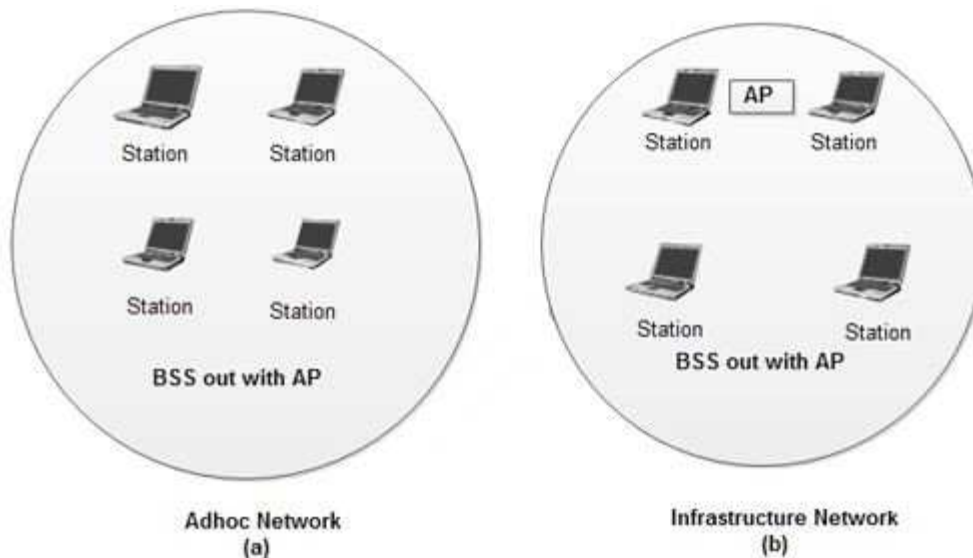 Station
Station
Station
Station
BSS out with AP
Adhoc Network
(a)
AP
Station
Station
Station
Station
BSS out with AP
Infrastructure Network
(b)